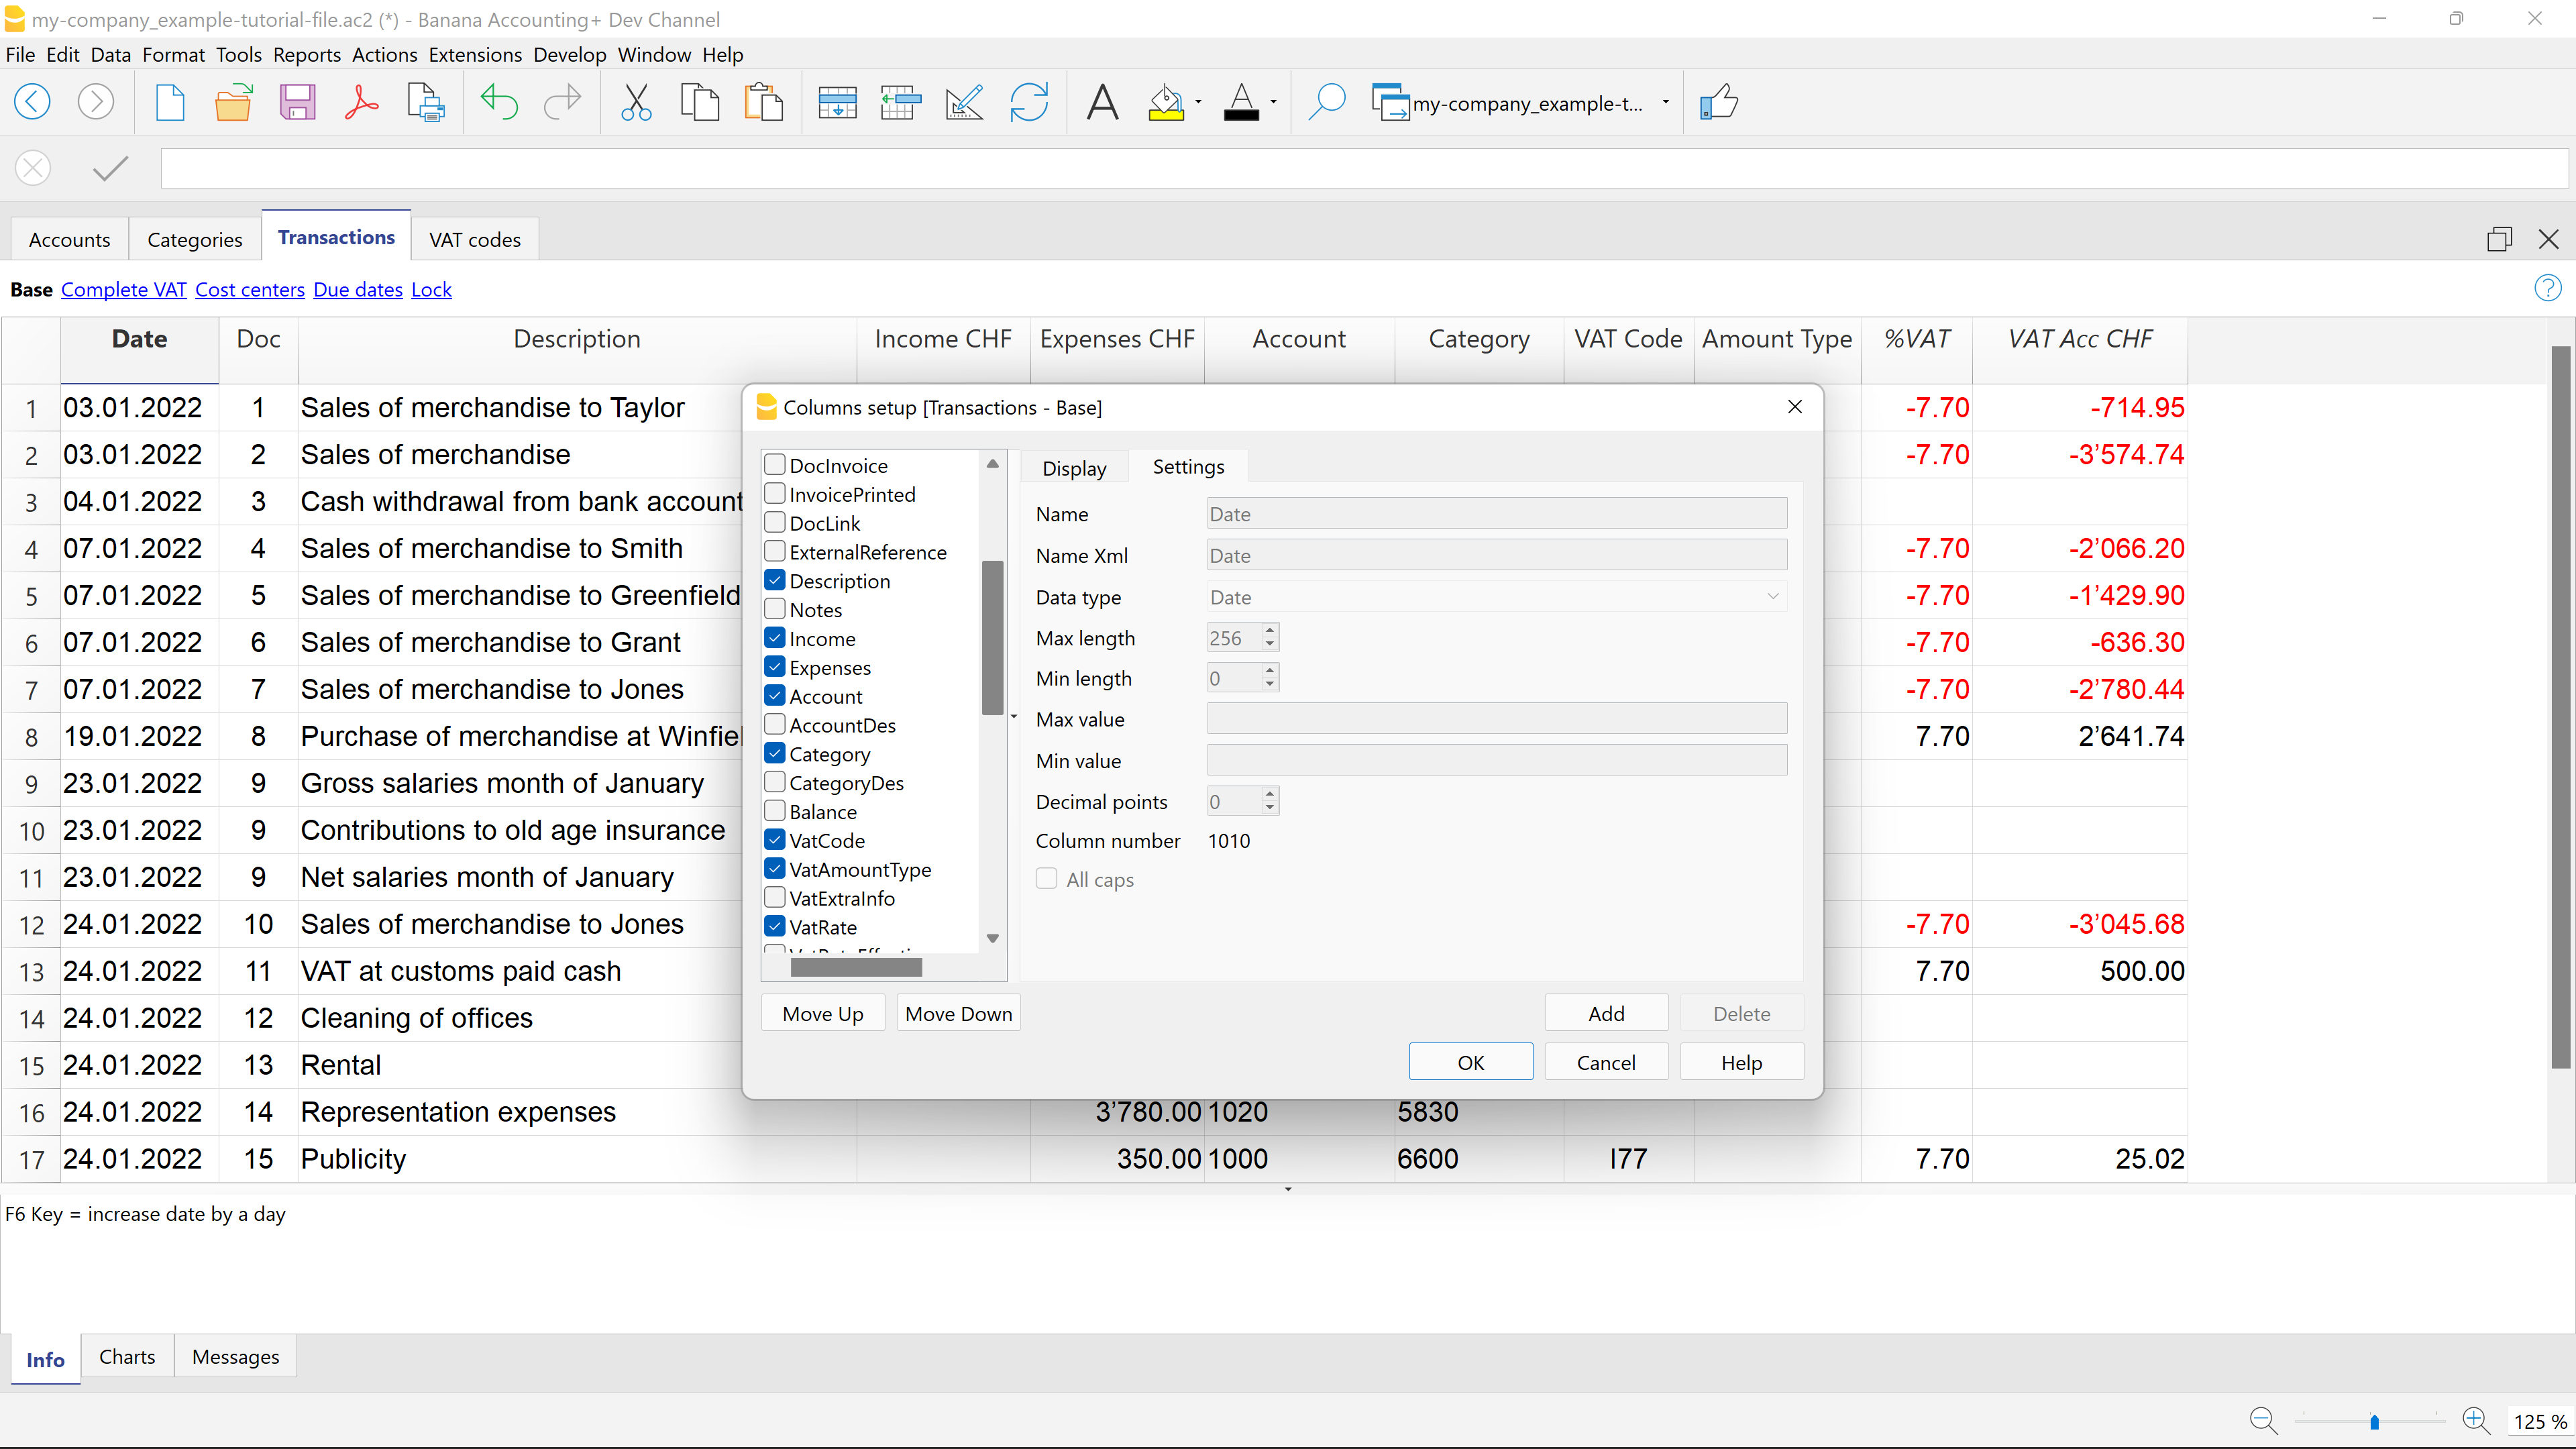 my-company_example-tutorial-file.ac2 (*) - Banana Accounting+ Dev Channel
File Edit Data Format Tools Reports Actions Extensions Develop Window Help
my-company_example-t...
Accounts Categories Transactions VAT codes
Base Complete VAT Cost centers Due dates Lock
Date Doc Description Income CHF Expenses CHF Account Category VAT Code Amount Type %VAT VAT Acc CHF
1 03.01.2022 1 Sales of merchandise to Taylor -7.70 -714.95
2 03.01.2022 2 Sales of merchandise -7.70 -3’574.74
3 04.01.2022 3 Cash withdrawal from bank account
4 07.01.2022 4 Sales of merchandise to Smith -7.70 -2’066.20
5 07.01.2022 5 Sales of merchandise to Greenfield -7.70 -1’429.90
6 07.01.2022 6 Sales of merchandise to Grant -7.70 -636.30
7 07.01.2022 7 Sales of merchandise to Jones -7.70 -2’780.44
8 19.01.2022 8 Purchase of merchandise at 7.70 2’641.74
9 23.01.2022 9 Gross salaries month of January
10 23.01.2022 9 Contributions to old age insurance
11 23.01.2022 9 Net salaries month of January
12 24.01.2022 10 Sales of merchandise to Jones -7.70 -3’045.68
13 24.01.2022 11 VAT at customs paid cash 7.70 500.00
14 24.01.2022 12 Cleaning of offices
15 24.01.2022 13 Rental
16 24.01.2022 14 Representation expenses 3’780.00 1020 5830
17 24.01.2022 15 Publicity 350.00 1000 6600 I77 7.70 25.02
Columns setup [Transactions - Base]
DocInvoice
InvoicePrinted
DocLink
ExternalReference
Description
Notes
Income
Expenses
Account
AccountDes
Category
CategoryDes
Balance
VatCode
VatAmountType
VatExtraInfo
VatRate
Display Settings
Name Date
Name Xml Date
Data type Date
Max length 256
Min length 0
Max value
Min value
Decimal points 0
Column number 1010
All caps
Move Up Move Down Add Delete
OK Cancel Help
F6 Key = increase date by a day
Info Charts Messages
125 %